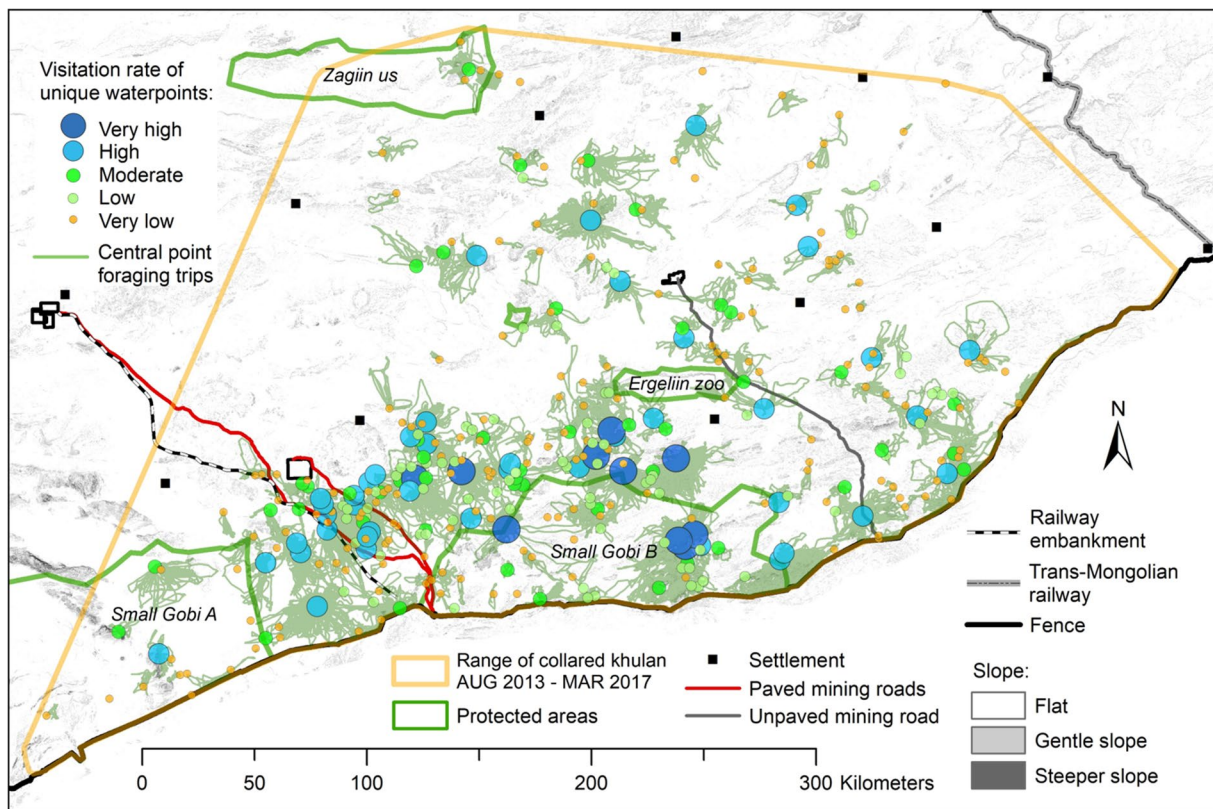 Visitation rate of
unique waterpoints:
Very high
High
Moderate
Low
Very low
Central point
foraging trips
Zagiin us
Ergeliin zoo
Small Gobi B
Small Gobi A
N
Railway
embankment
Trans-Mongolian
railway
Fence
Range of collared khulan
AUG 2013 - MAR 2017
Protected areas
Settlement
Paved mining roads
Unpaved mining road
Slope:
Flat
Gentle slope
Steeper slope
0 50 100 200 300 Kilometers